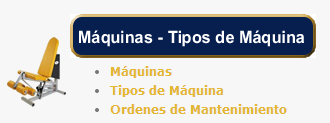 Máquinas - Tipos de Máquina
Máquinas
Tipos de Máquina
Ordenes de Mantenimiento